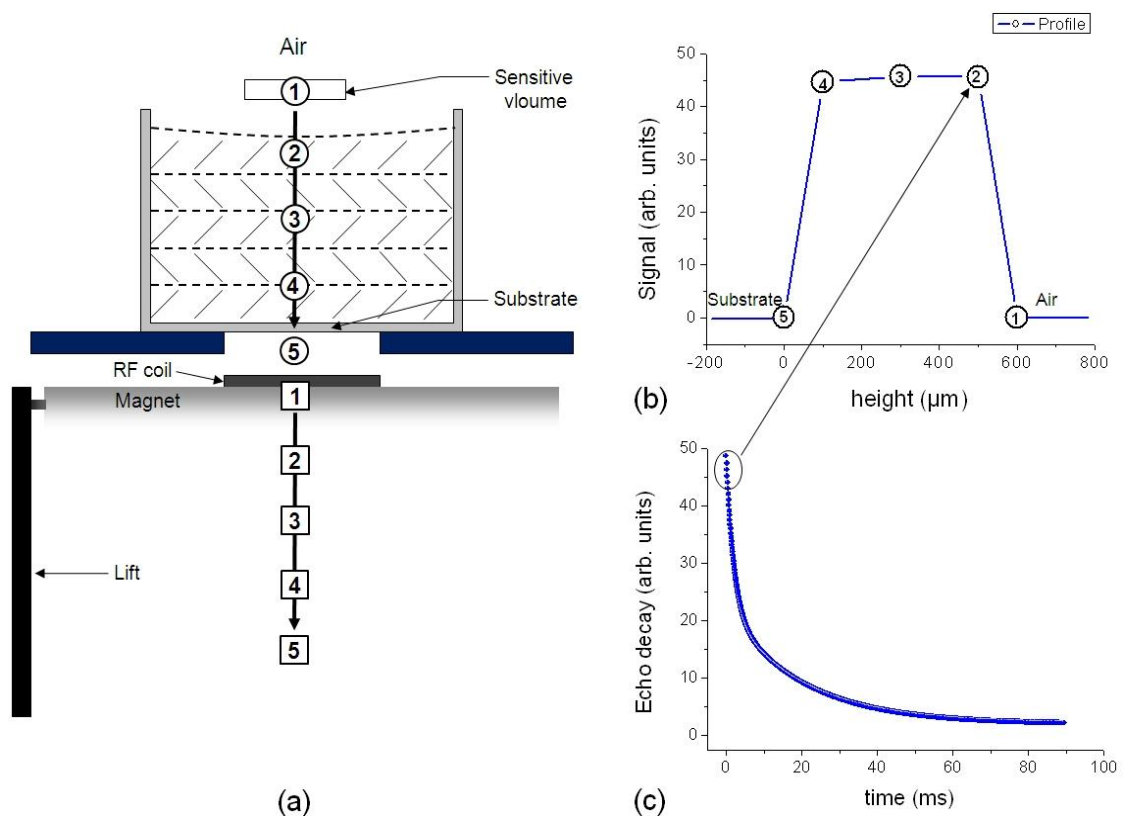 Air
1
Sensitive
vloume
2
3
4
Substrate
5
RF coil
1
Magnet
2
3
4
5
Lift
(a)
Profile
50
40
30
20
10
0
Signal (arb. units)
4
3
2
Substrate
5
1
Air
-200
0
200
400
600
800
height (µm)
(b)
50
40
30
20
10
0
Echo decay (arb. units)
0
20
40
60
80
100
time (ms)
(c)